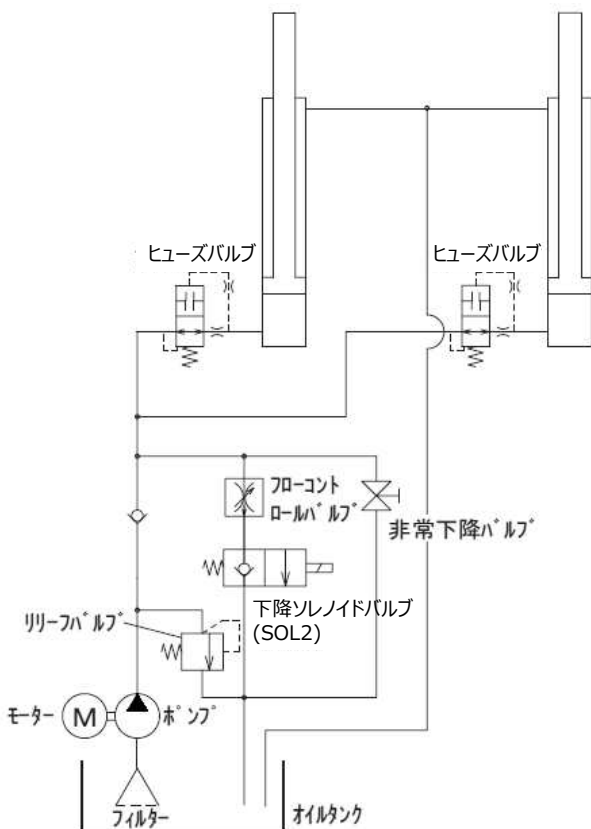 ヒューズバルブ
ヒューズバルブ
フローコント
ロールバルブ
非常下降バルブ
下降ソレノイドバルブ
(SOL2)
リリーフバルブ
モーター
M
ポンプ
フィルター
オイルタンク